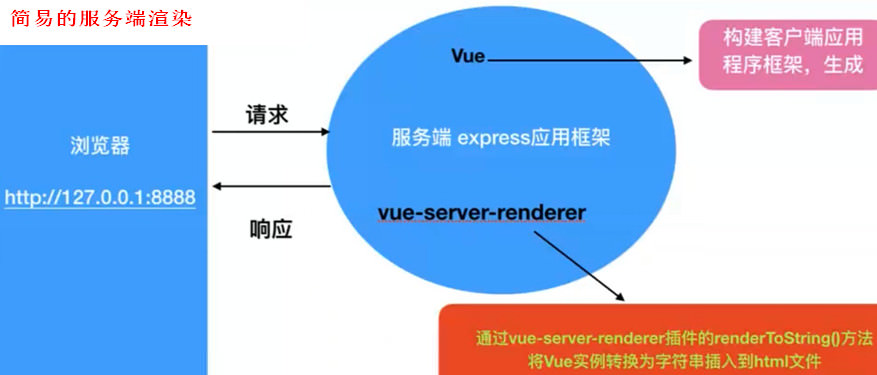 简易的服务端渲染
Vue
构建客户端应用
程序框架，生成
请求
浏览器
服务端 express应用框架
http://127.0.0.1:8888
vue-server-renderer
响应
通过vue-server-renderer插件的renderToString()方法
将Vue实例转换为字符串插入到html文件